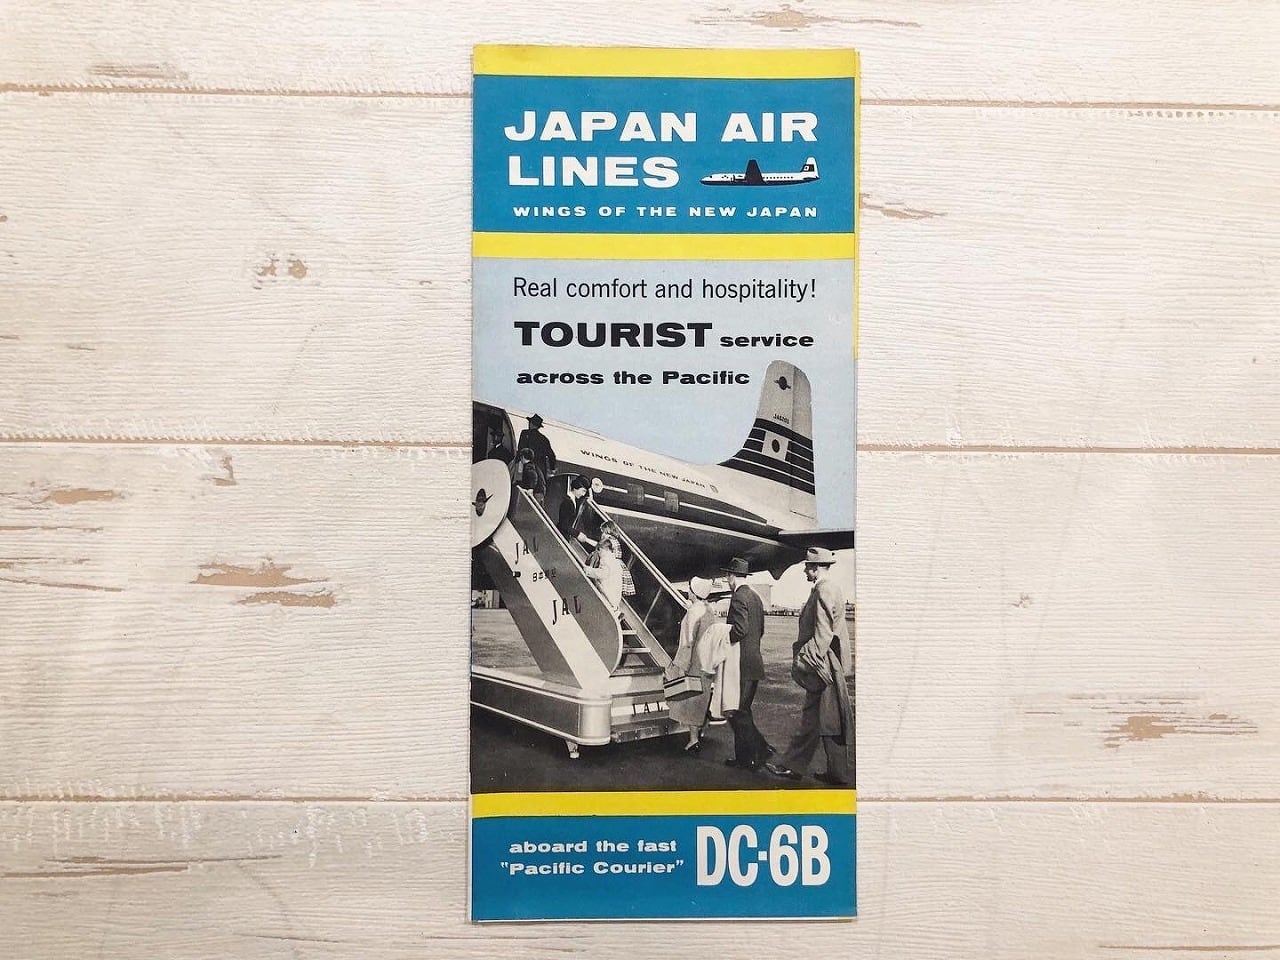 JAPAN AIR
LINES
WINGS OF THE NEW JAPAN
Real comfort and hospitality!
TOURIST service
across the Pacific
WINGS OF THE NEW JAPAN
JAL
JAL
JAL
aboard the fast
"Pacific Courier" DC-6B